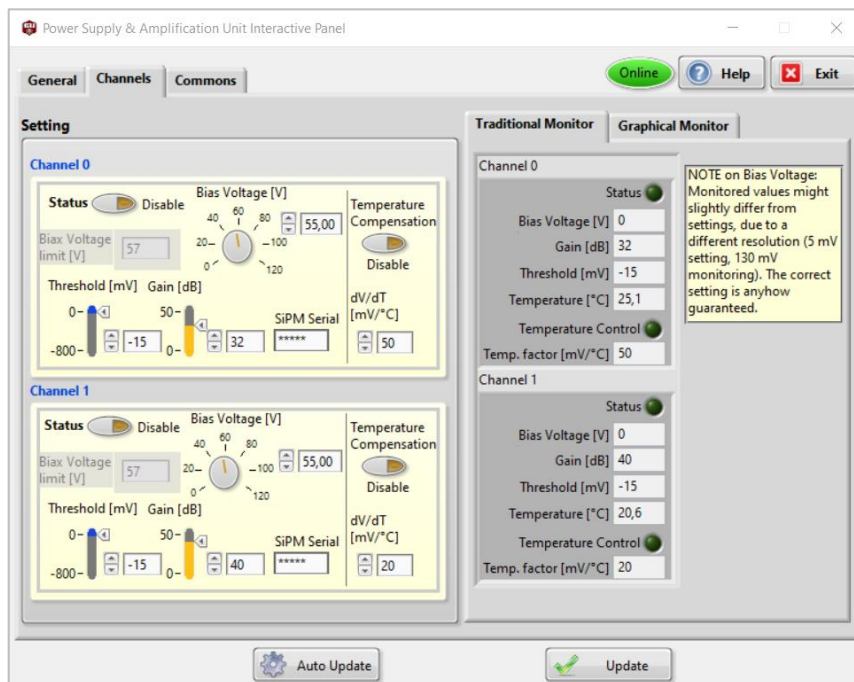 Power Supply & Amplification Unit Interactive Panel
General Channels Commons
Online Help Exit
Setting
Channel 0
Status Disable
Bias Voltage [V]
0 20 40 60 80 100 120
55,00
Biax Voltage
limit [V]
57
Temperature
Compensation
Disable
Threshold [mV]
0
-800
-15
Gain [dB]
50
0
32
SiPM Serial
*****
dV/dT
[mV/°C]
50
Channel 1
Status Disable
Bias Voltage [V]
0 20 40 60 80 100 120
55,00
Biax Voltage
limit [V]
57
Temperature
Compensation
Disable
Threshold [mV]
0
-800
-15
Gain [dB]
50
0
40
SiPM Serial
*****
dV/dT
[mV/°C]
20
Traditional Monitor Graphical Monitor
Channel 0
Status
Bias Voltage [V] 0
Gain [dB] 32
Threshold [mV] -15
Temperature [°C] 25,1
Temperature Control
Temp. factor [mV/°C] 50
Channel 1
Status
Bias Voltage [V] 0
Gain [dB] 40
Threshold [mV] -15
Temperature [°C] 20,6
Temperature Control
Temp. factor [mV/°C] 20
NOTE on Bias Voltage:
Monitored values might
slightly differ from
settings, due to a
different resolution (5 mV
setting, 130 mV
monitoring). The correct
setting is anyhow
guaranteed.
Auto Update
Update